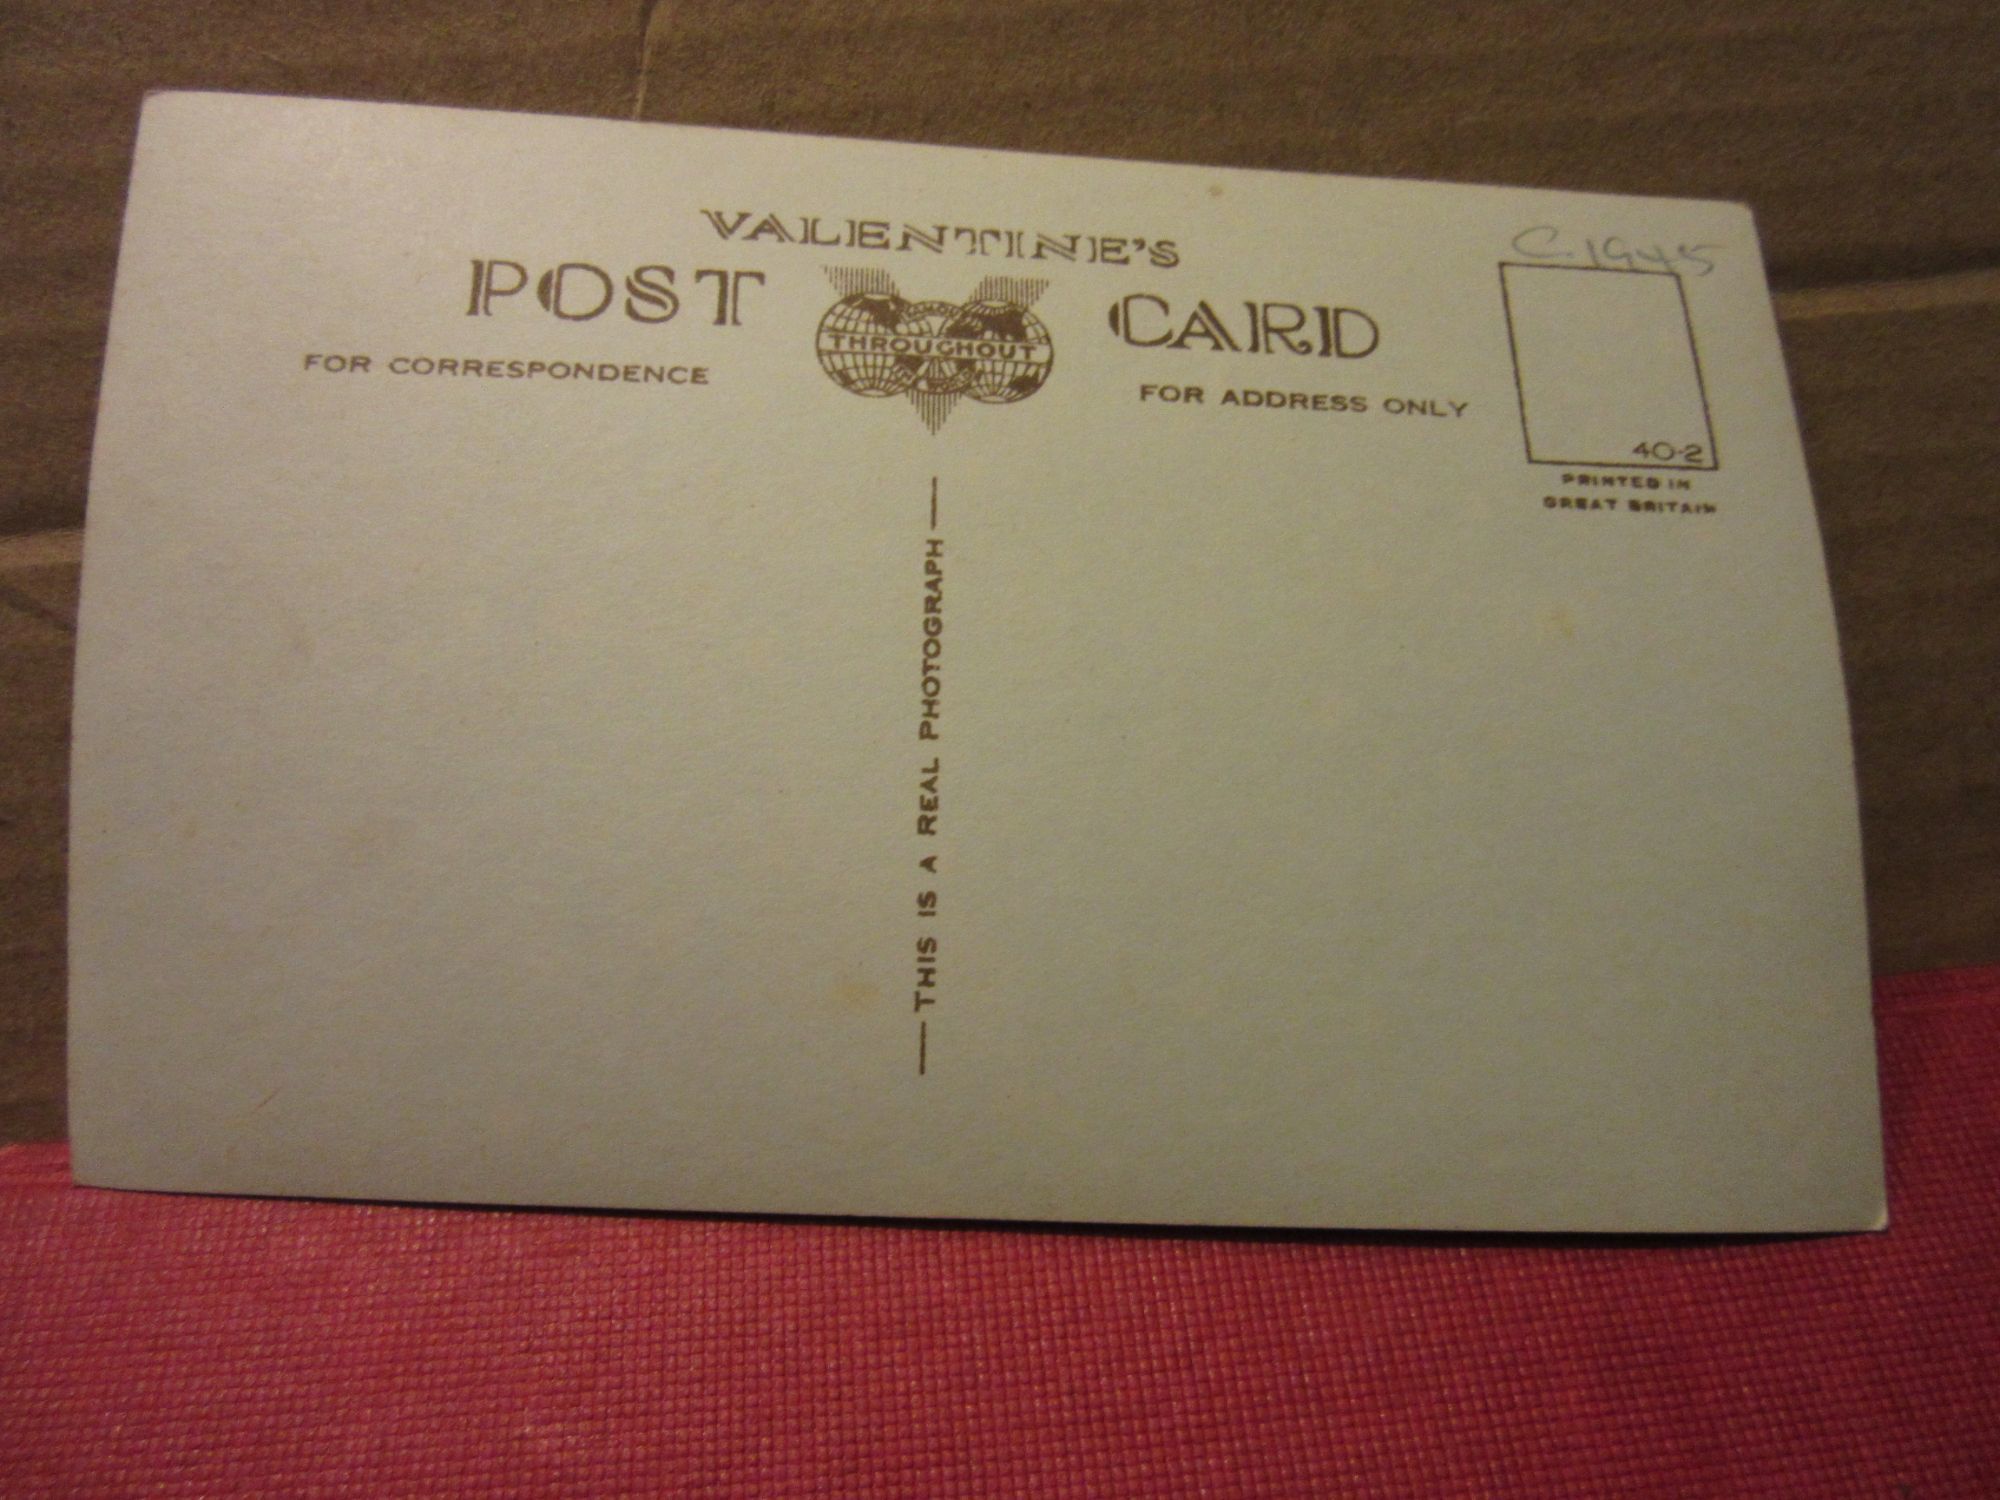 C.1945
VALENTINE'S
POST CARD
FAMOUS
THROUGHOUT
FOR CORRESPONDENCE
FOR ADDRESS ONLY
40-2
PRINTED IN
GREAT BRITAIN
THIS IS A REAL PHOTOGRAPH